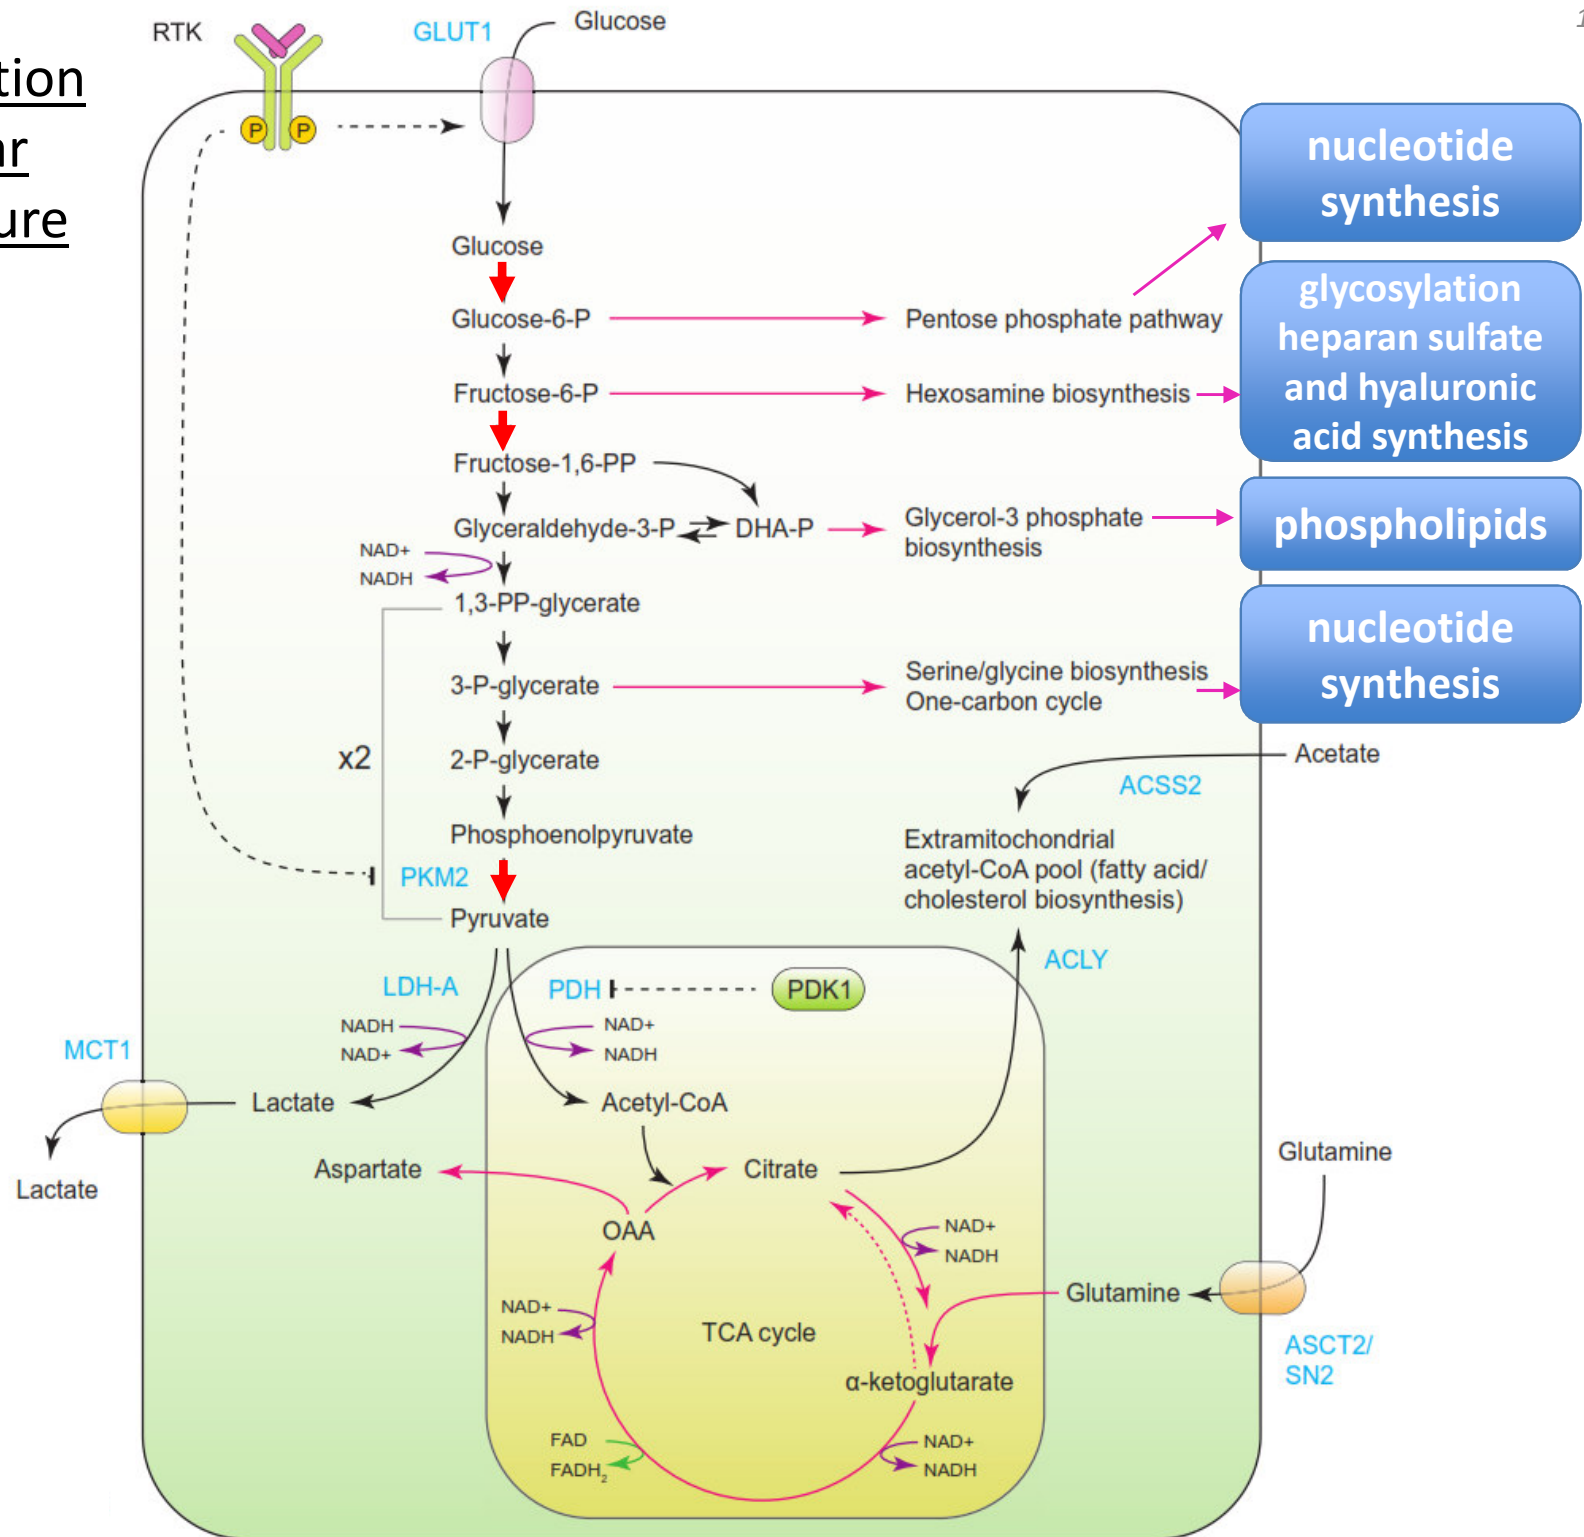 RTK
GLUT1
Glucose
1
tion
ar
ure
P
P
nucleotide
synthesis
Glucose
glycosylation
heparan sulfate
and hyaluronic
acid synthesis
Glucose-6-P
Pentose phosphate pathway
Fructose-6-P
Hexosamine biosynthesis
Fructose-1,6-PP
Glyceraldehyde-3-P
DHA-P
Glycerol-3 phosphate
biosynthesis
phospholipids
NAD+
NADH
1,3-PP-glycerate
nucleotide
synthesis
3-P-glycerate
Serine/glycine biosynthesis
One-carbon cycle
x2
2-P-glycerate
Acetate
ACSS2
Phosphoenolpyruvate
Extramitochondrial
acetyl-CoA pool (fatty acid/
cholesterol biosynthesis)
PKM2
Pyruvate
ACLY
LDH-A
PDH
PDK1
NADH
NAD+
NAD+
NADH
MCT1
Lactate
Acetyl-CoA
Lactate
Aspartate
Citrate
Glutamine
OAA
NAD+
NADH
Glutamine
NAD+
NADH
TCA cycle
ASCT2/
SN2
α-ketoglutarate
FAD
FADH2
NAD+
NADH